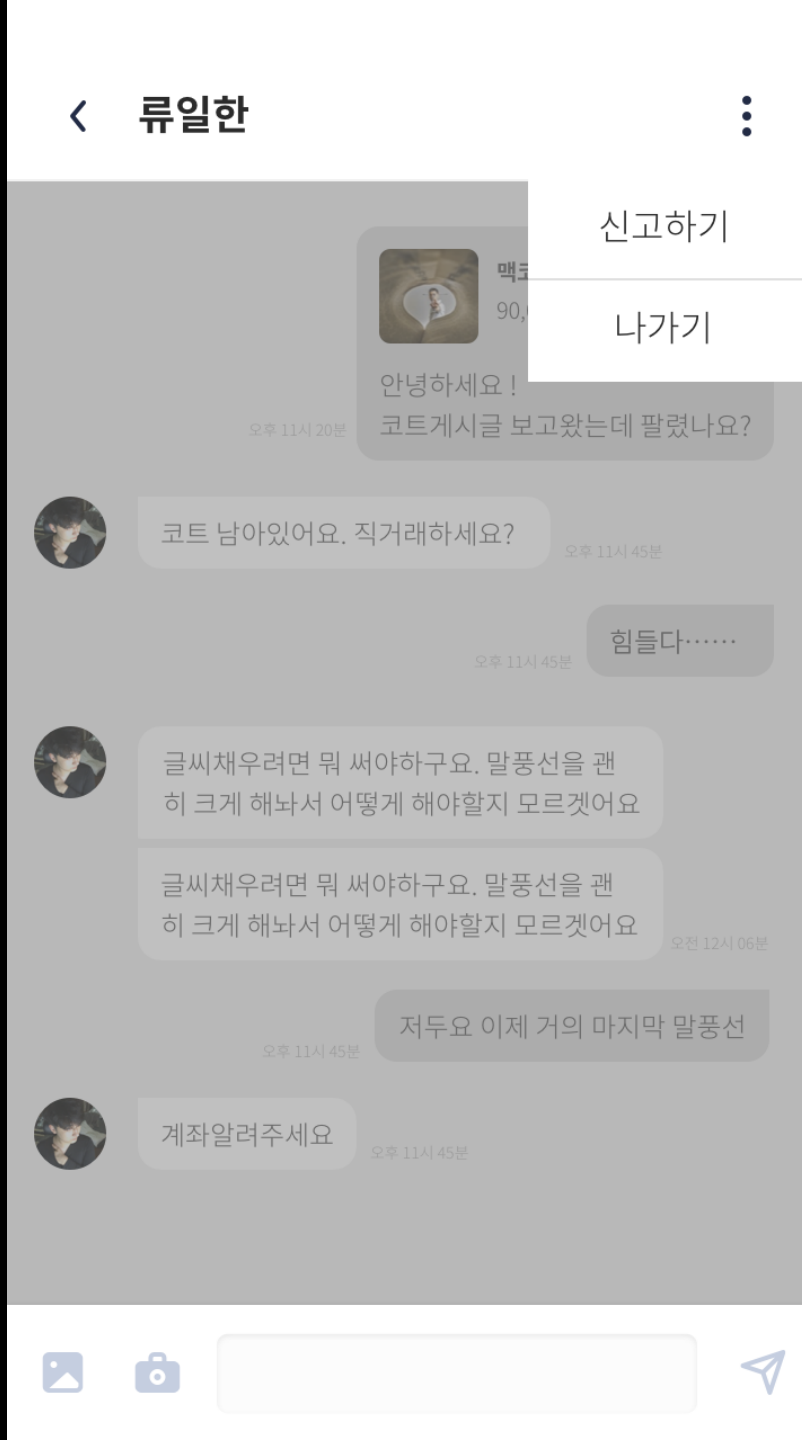 류일한
신고하기
나가기
안녕하세요 !
코트게시글 보고왔는데 팔렸나요?
오후 11시 20분
코트 남아있어요. 직거래하세요?
오후 11시 45분
힘들다……
오후 11시 45분
글씨채우려면 뭐 써야하구요. 말풍선을 괜
히 크게 해놔서 어떻게 해야할지 모르겟어요
글씨채우려면 뭐 써야하구요. 말풍선을 괜
히 크게 해놔서 어떻게 해야할지 모르겟어요
오전 12시 06분
저두요 이제 거의 마지막 말풍선
오후 11시 45분
계좌알려주세요
오후 11시 45분